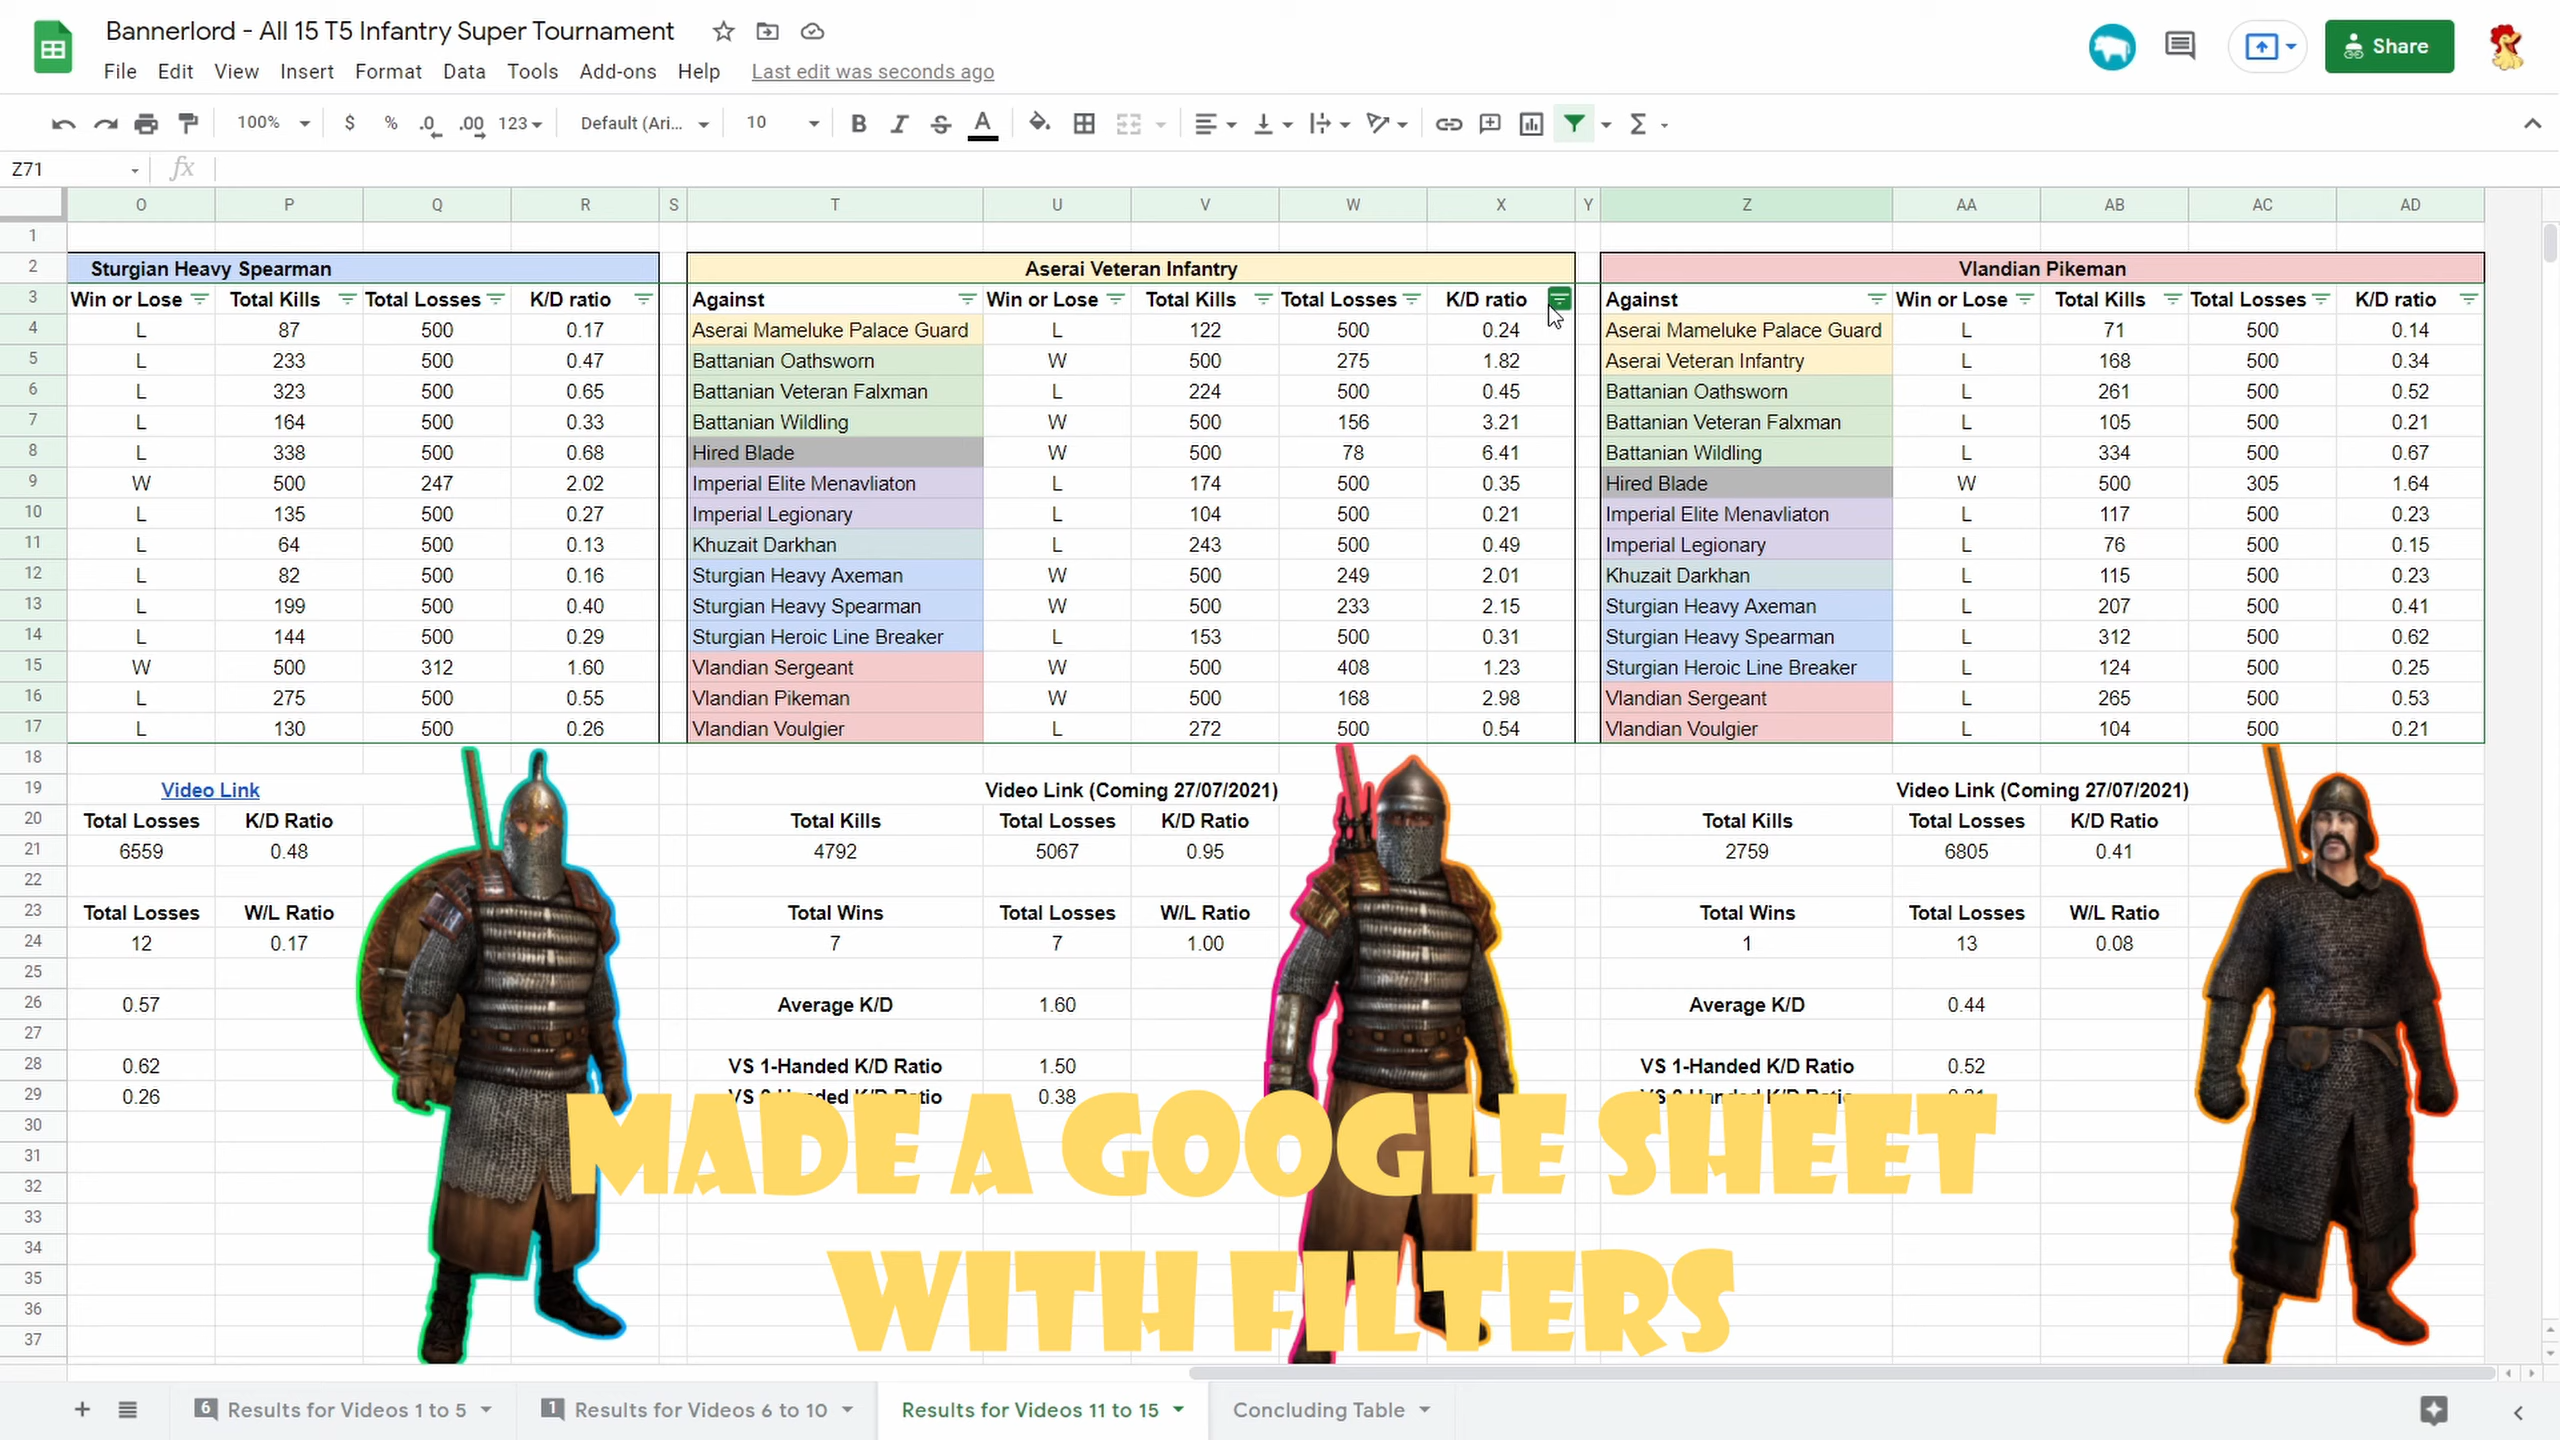 Bannerlord - All 15 T5 Infantry Super Tournament
File Edit View Insert Format Data Tools Add-ons Help Last edit was seconds ago
Share
100% $ % .0 .00 123 Default (Ari... 10 B I S A Σ
Z71 fx
O P Q R S T U V W X Y Z AA AB AC AD
1
2 Sturgian Heavy Spearman Aserai Veteran Infantry Vlandian Pikeman
3 Win or Lose Total Kills Total Losses K/D ratio Against Win or Lose Total Kills Total Losses K/D ratio Against Win or Lose Total Kills Total Losses K/D ratio
4 L 87 500 0.17 Aserai Mameluke Palace Guard L 122 500 0.24 Aserai Mameluke Palace Guard L 71 500 0.14
5 L 233 500 0.47 Battanian Oathsworn W 500 275 1.82 Aserai Veteran Infantry L 168 500 0.34
6 L 323 500 0.65 Battanian Veteran Falxman L 224 500 0.45 Battanian Oathsworn L 261 500 0.52
7 L 164 500 0.33 Battanian Wildling W 500 156 3.21 Battanian Veteran Falxman L 105 500 0.21
8 L 338 500 0.68 Hired Blade W 500 78 6.41 Battanian Wildling L 334 500 0.67
9 W 500 247 2.02 Imperial Elite Menavliaton L 174 500 0.35 Hired Blade W 500 305 1.64
10 L 135 500 0.27 Imperial Legionary L 104 500 0.21 Imperial Elite Menavliaton L 117 500 0.23
11 L 64 500 0.13 Khuzait Darkhan L 243 500 0.49 Imperial Legionary L 76 500 0.15
12 L 82 500 0.16 Sturgian Heavy Axeman W 500 249 2.01 Khuzait Darkhan L 115 500 0.23
13 L 199 500 0.40 Sturgian Heavy Spearman W 500 233 2.15 Sturgian Heavy Axeman L 207 500 0.41
14 L 144 500 0.29 Sturgian Heroic Line Breaker L 153 500 0.31 Sturgian Heavy Spearman L 312 500 0.62
15 W 500 312 1.60 Vlandian Sergeant W 500 408 1.23 Sturgian Heroic Line Breaker L 124 500 0.25
16 L 275 500 0.55 Vlandian Pikeman W 500 168 2.98 Vlandian Sergeant L 265 500 0.53
17 L 130 500 0.26 Vlandian Voulgier L 272 500 0.54 Vlandian Voulgier L 104 500 0.21
18
19 Video Link Video Link (Coming 27/07/2021) Video Link (Coming 27/07/2021)
20 Total Losses K/D Ratio Total Kills Total Losses K/D Ratio Total Kills Total Losses K/D Ratio
21 6559 0.48 4792 5067 0.95 2759 6805 0.41
22
23 Total Losses W/L Ratio Total Wins Total Losses W/L Ratio Total Wins Total Losses W/L Ratio
24 12 0.17 7 7 1.00 1 13 0.08
25
26 0.57 Average K/D 1.60 Average K/D 0.44
27
28 0.62 VS 1-Handed K/D Ratio 1.50 VS 1-Handed K/D Ratio 0.52
29 0.26 0.38
30
31
32
33
34
35
36
37
MADE A GOOGLE SHEET
WITH FILTERS
6 Results for Videos 1 to 5 1 Results for Videos 6 to 10 Results for Videos 11 to 15 Concluding Table